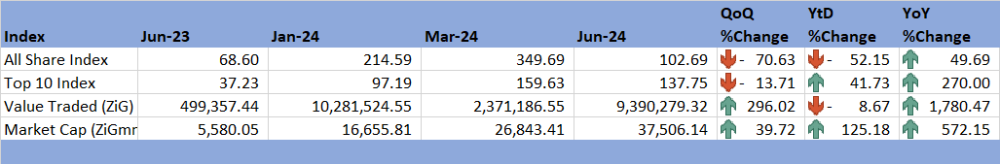 QoQ YtD YoY
Index Jun-23 Jan-24 Mar-24 Jun-24 %Change %Change %Change
All Share Index 68.60 214.59 349.69 102.69 - 70.63 - 52.15 49.69
Top 10 Index 37.23 97.19 159.63 137.75 - 13.71 41.73 270.00
Value Traded (ZiG) 499,357.44 10,281,524.55 2,371,186.55 9,390,279.32 296.02 - 8.67 1,780.47
Market Cap (ZiGmr 5,580.05 16,655.81 26,843.41 37,506.14 39.72 125.18 572.15